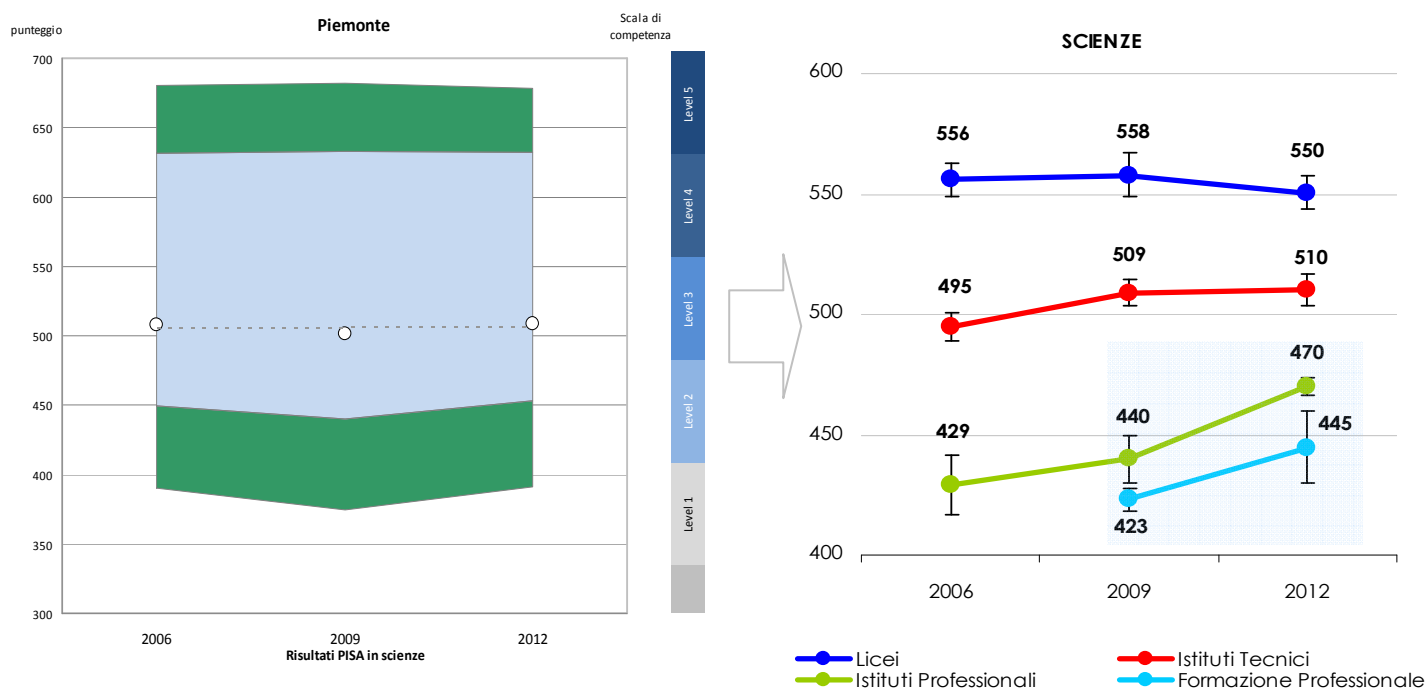 Piemonte
punteggio
Scala di
competenza
700
650
600
550
500
450
400
350
300
2006
2009
2012
Risultati PISA in scienze
Level 5
Level 4
Level 3
Level 2
Level 1
SCIENZE
600
550
500
450
400
556
558
550
495
509
510
429
440
470
423
445
2006
2009
2012
Licei
Istituti Tecnici
Istituti Professionali
Formazione Professionale